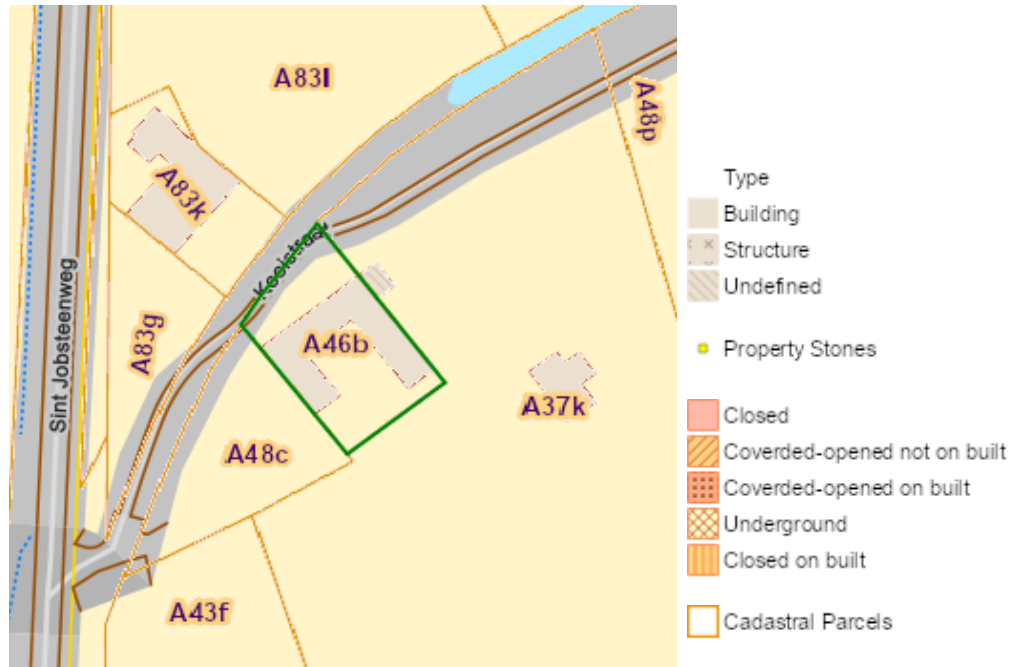 A83l
A48p
A83k
Kooistraat
Sint Jobsteenweg
A83g
A46b
A37k
A48c
A43f
Type
Building
Structure
Undefined
Property Stones
Closed
Coverded-opened not on built
Coverded-opened on built
Underground
Closed on built
Cadastral Parcels